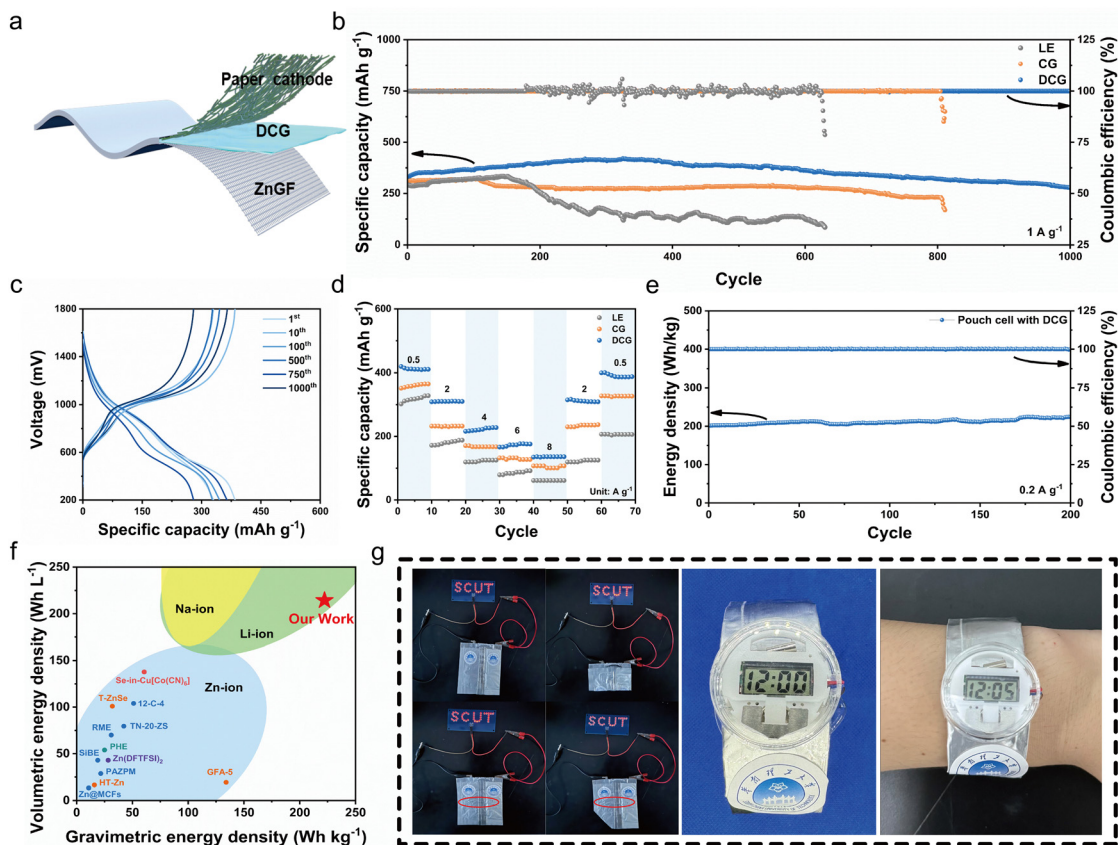 a
Paper cathode
DCG
ZnGF
b
Specific capacity (mAh g⁻¹)
1000
750
500
250
0
LE
CG
DCG
1 A g⁻¹
125
100
75
50
25
Coulombic efficiency (%)
0 200 400 600 800 1000
Cycle
c
Voltage (mV)
1800
1400
1000
600
200
1st
10th
100th
500th
750th
1000th
0 150 300 450 600
Specific capacity (mAh g⁻¹)
d
Specific capacity (mAh g⁻¹)
600
400
200
0
LE
CG
DCG
0.5
2
4
6
8
2
0.5
Unit: A g⁻¹
0 10 20 30 40 50 60 70
Cycle
e
Energy density (Wh/kg)
500
400
300
200
100
0
Pouch cell with DCG
0.2 A g⁻¹
125
100
75
50
25
0
Coulombic efficiency (%)
0 50 100 150 200
Cycle
f
Volumetric energy density (Wh L⁻¹)
250
200
150
100
50
0
Na-ion
Li-ion
Our Work
Zn-ion
Se-in-Cu[Co(CN)₆]
T-ZnSe
12-C-4
RME
TN-20-ZS
PHE
SiBE
Zn(DFTFSI)₂
PAZPM
HT-Zn
GFA-5
Zn@MCFs
0 50 100 150 200 250
Gravimetric energy density (Wh kg⁻¹)
g
SCUT
SCUT
SCUT
SCUT
12:00
12:05